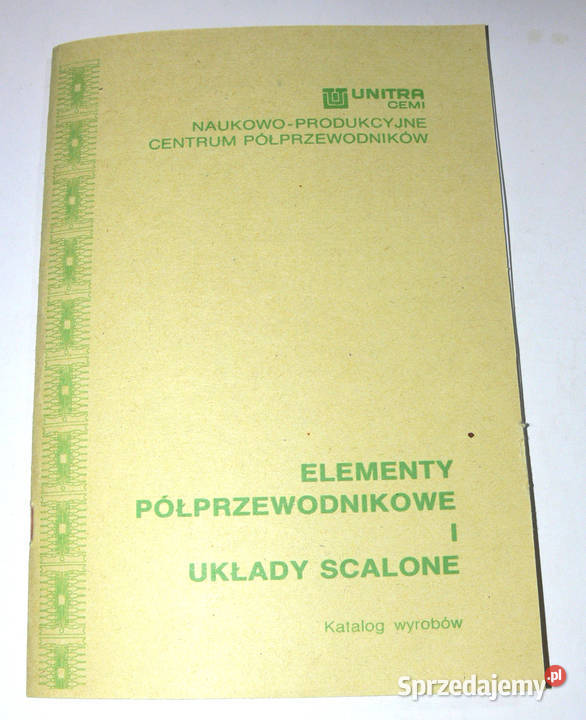 UNITRA
CEMI
NAUKOWO-PRODUKCYJNE
CENTRUM PÓŁPRZEWODNIKÓW
ELEMENTY
PÓŁPRZEWODNIKOWE
I
UKŁADY SCALONE
Katalog wyrobów
Sprzedajemy.pl